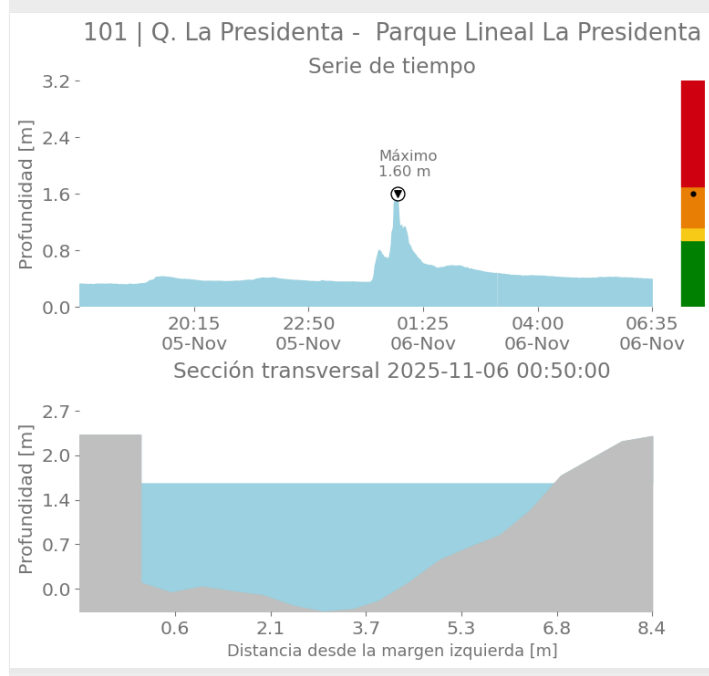 101 | Q. La Presidenta -  Parque Lineal La Presidenta
Serie de tiempo
Profundidad [m]
3.2
2.4
1.6
0.8
0.0
Máximo
1.60 m
20:15 22:50 01:25 04:00 06:35
05-Nov 05-Nov 06-Nov 06-Nov 06-Nov
Sección transversal 2025-11-06 00:50:00
Profundidad [m]
2.7
2.0
1.4
0.7
0.0
0.6 2.1 3.7 5.3 6.8 8.4
Distancia desde la margen izquierda [m]